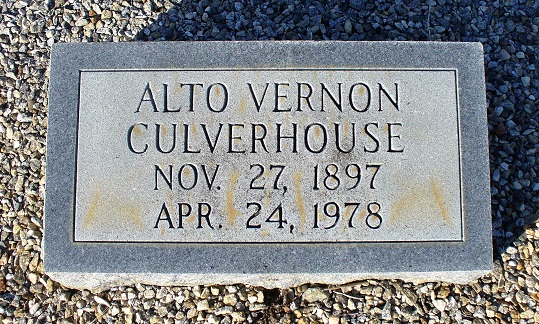 ALTO VERNON
CULVERHOUSE
NOV. 27, 1897
APR. 24, 1978